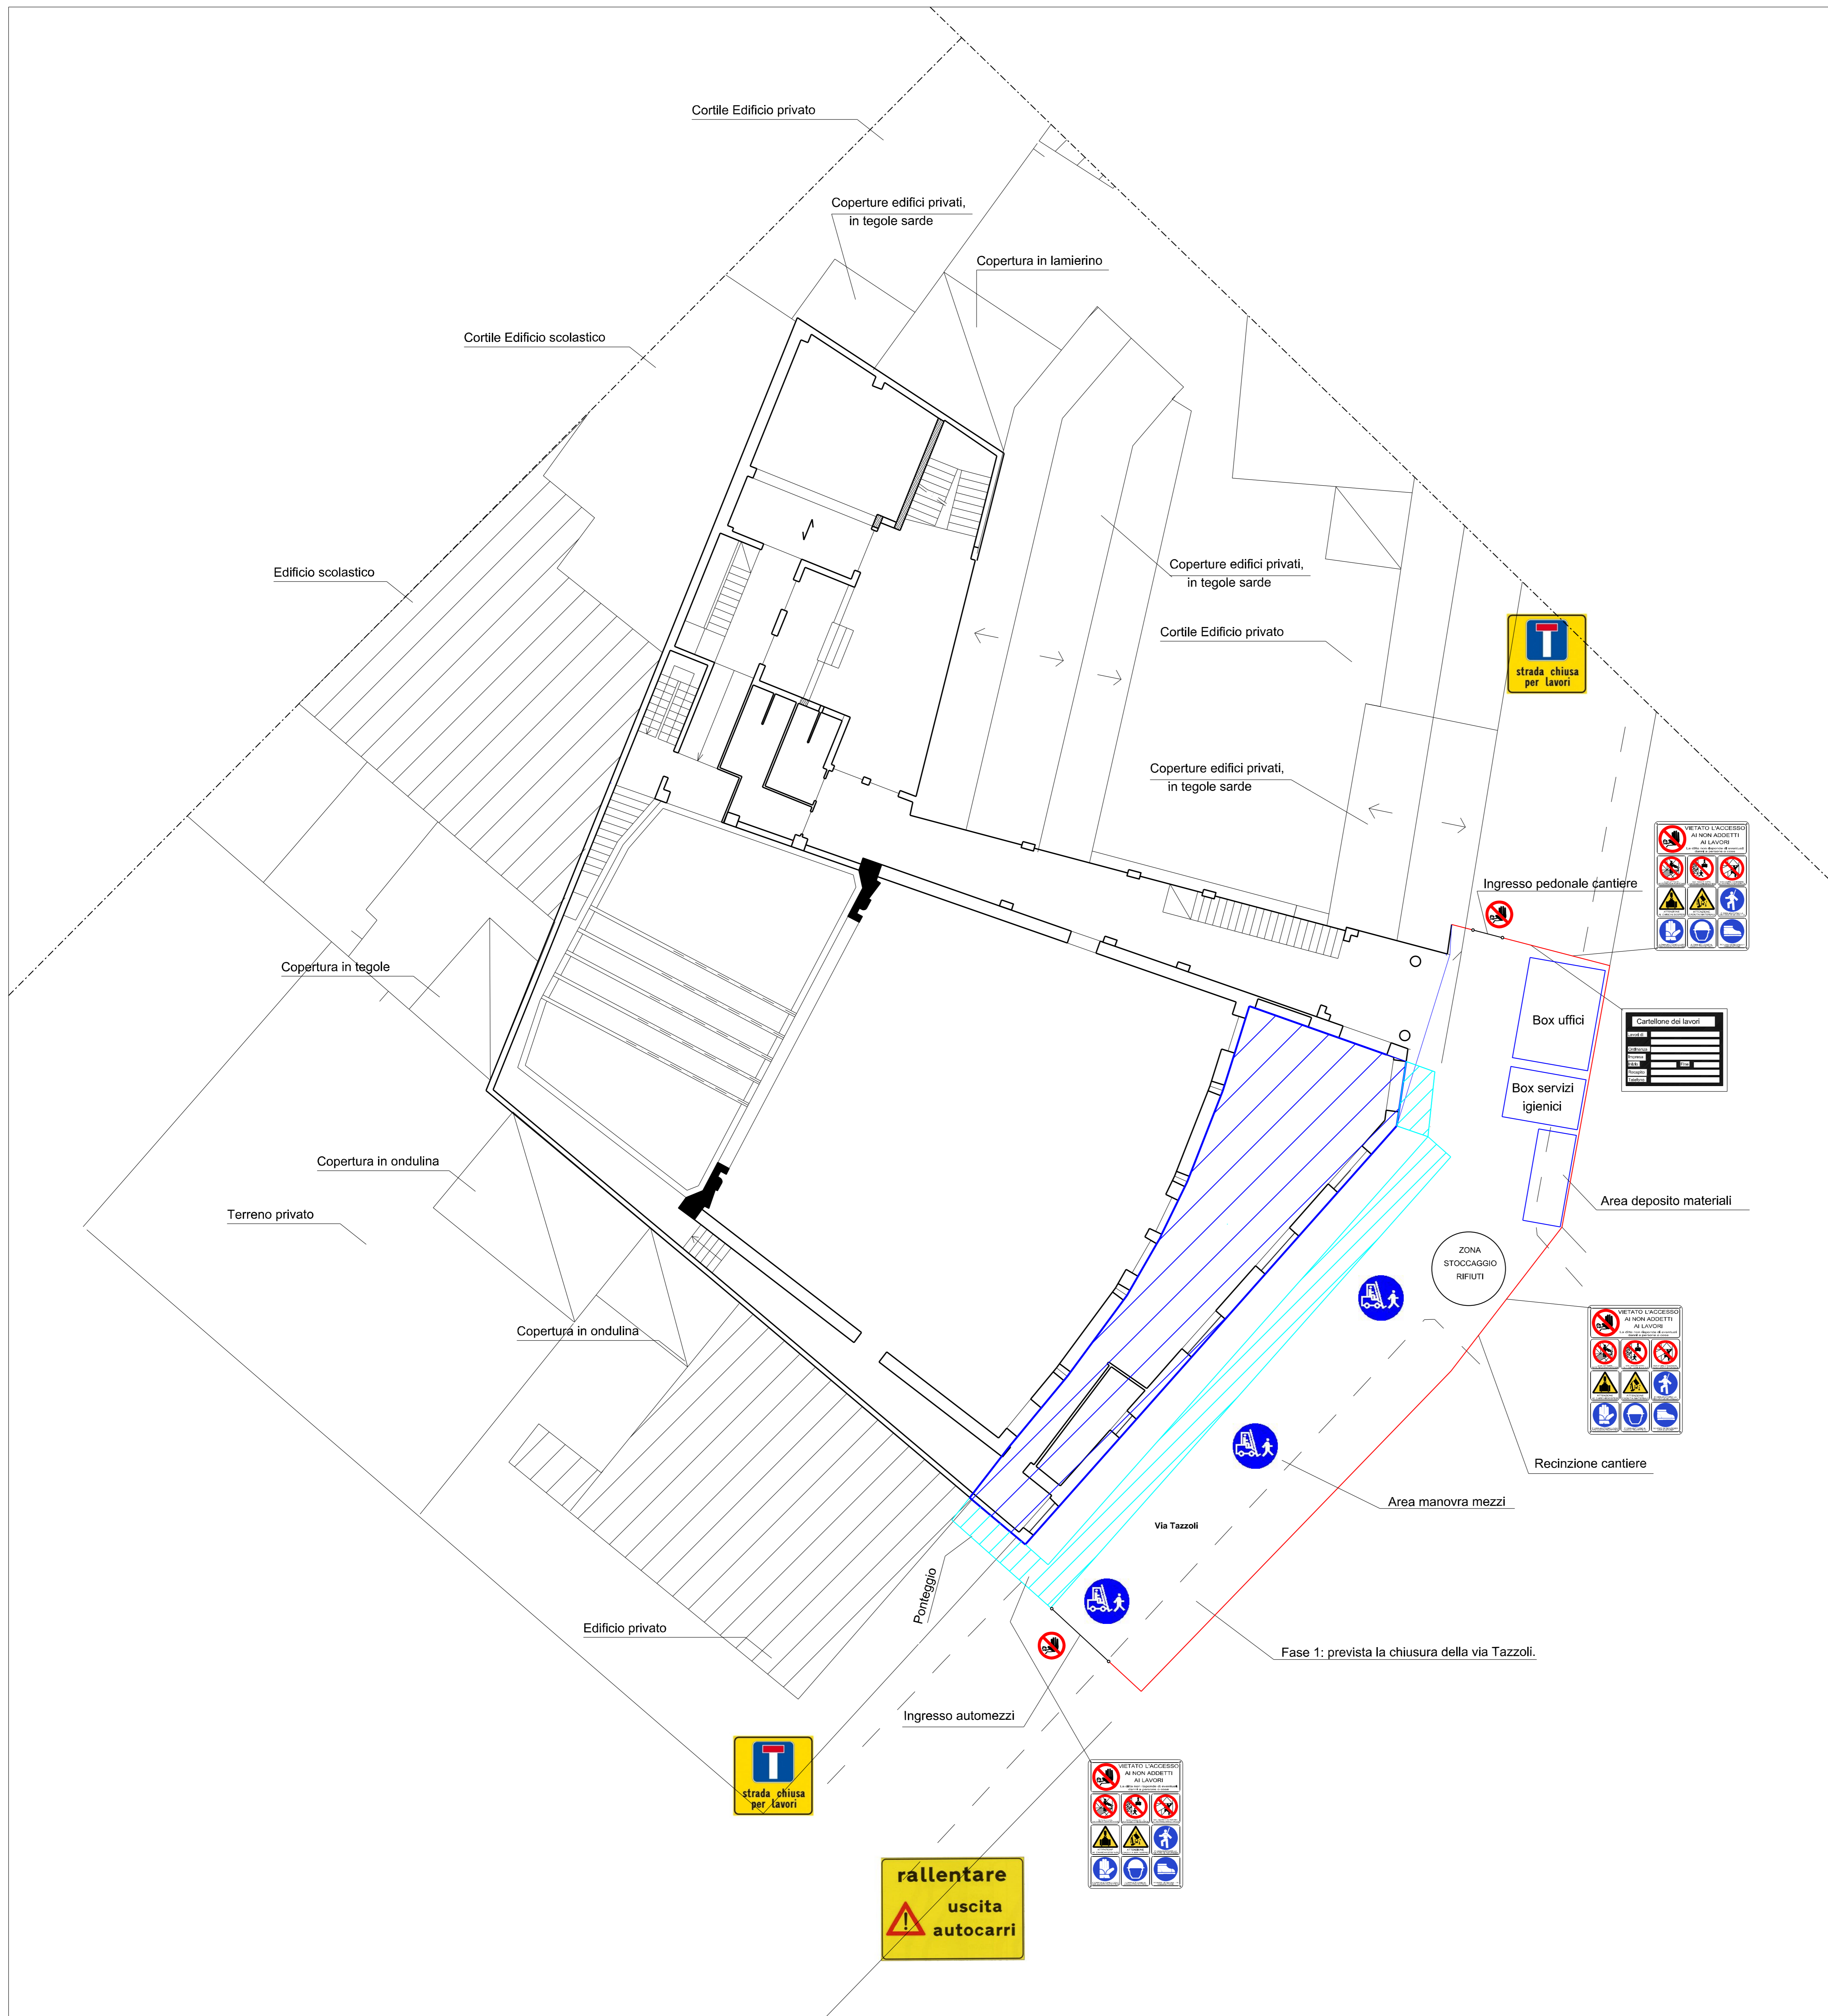 Cortile Edificio privato
Coperture edifici privati,
in tegole sarde
Copertura in lamierino
Cortile Edificio scolastico
Edificio scolastico
Coperture edifici privati,
in tegole sarde
Cortile Edificio privato
strada chiusa
per lavori
Coperture edifici privati,
in tegole sarde
VIETATO L'ACCESSO
AI NON ADDETTI
AI LAVORI
Ingresso pedonale cantiere
Copertura in tegole
Box uffici
Cartellone dei lavori
Box servizi
igienici
Copertura in ondulina
Area deposito materiali
Terreno privato
ZONA
STOCCAGGIO
RIFIUTI
VIETATO L'ACCESSO
AI NON ADDETTI
AI LAVORI
Copertura in ondulina
Recinzione cantiere
Area manovra mezzi
Via Tazzoli
Ponteggio
Edificio privato
Fase 1: prevista la chiusura della via Tazzoli.
Ingresso automezzi
strada chiusa
per lavori
VIETATO L'ACCESSO
AI NON ADDETTI
AI LAVORI
rallentare
uscita
autocarri